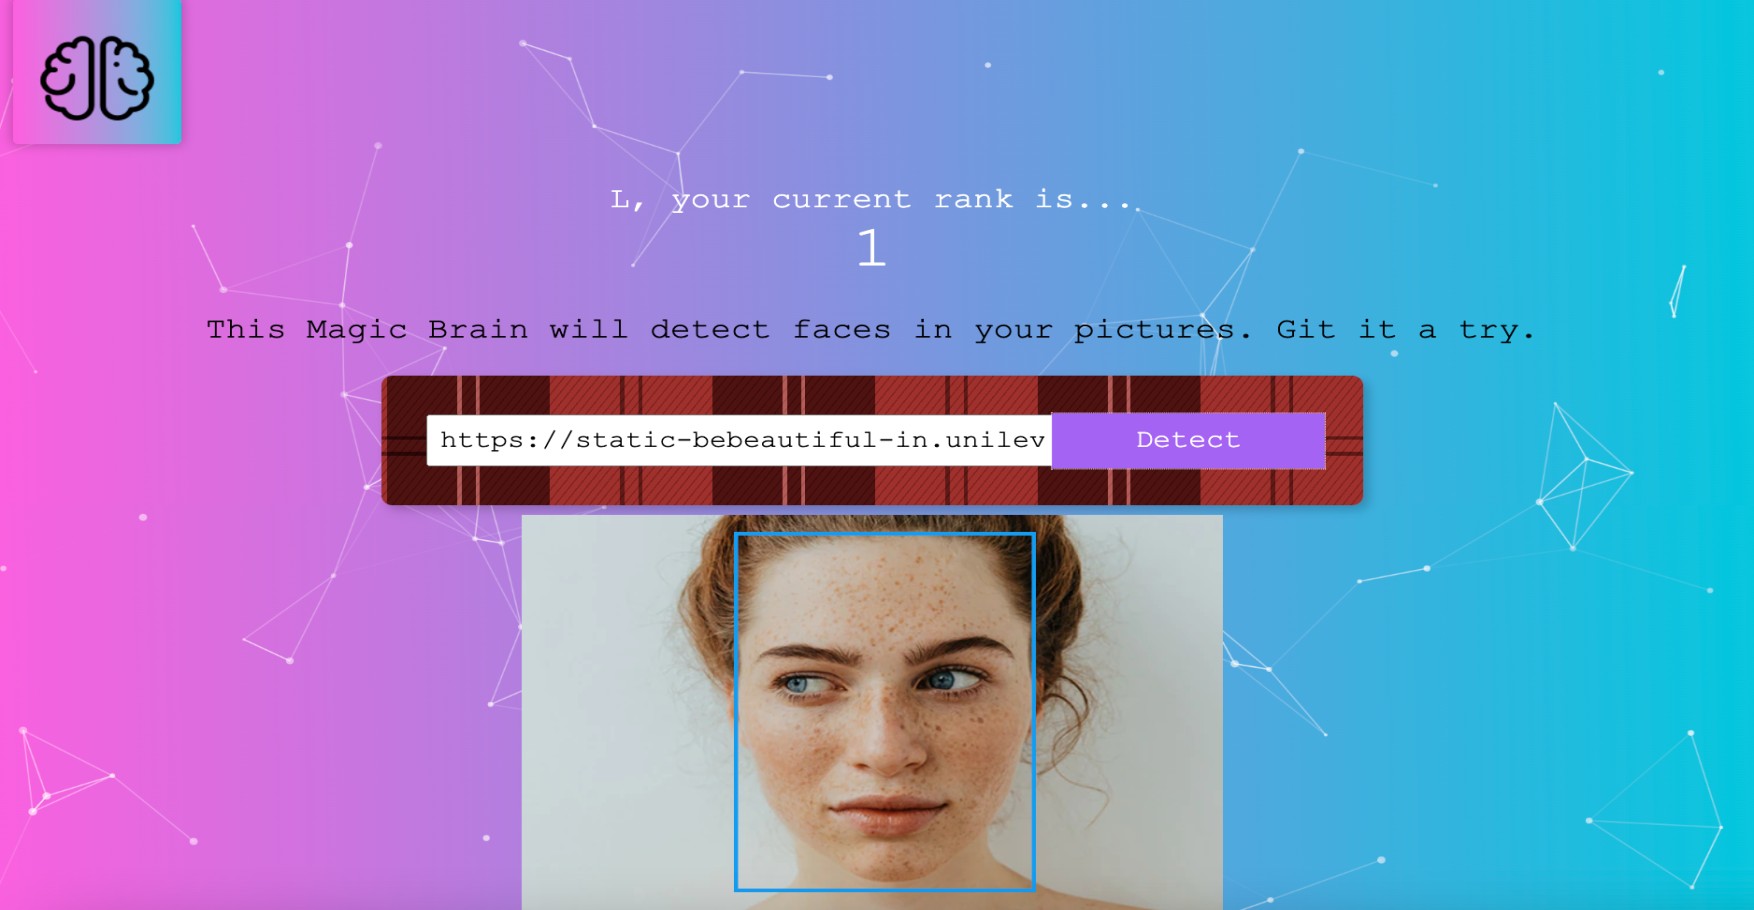 L, your current rank is...
1
This Magic Brain will detect faces in your pictures. Git it a try.
https://static-bebeautiful-in.unilev
Detect